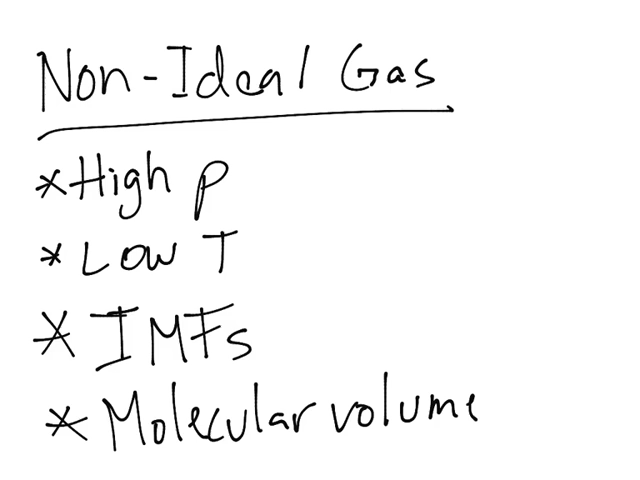 Non-Ideal Gas
*High P
*Low T
*IMFs
*Molecular volume